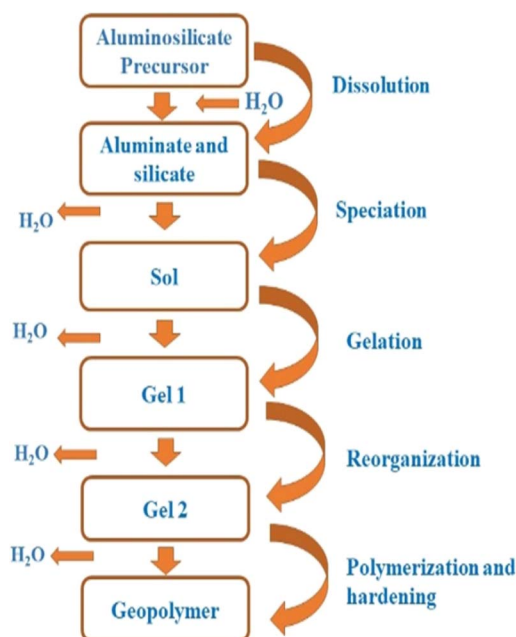 Aluminosilicate
Precursor
Dissolution
H₂O
Aluminate and
silicate
H₂O
Speciation
Sol
H₂O
Gelation
Gel 1
H₂O
Reorganization
Gel 2
H₂O
Polymerization and
hardening
Geopolymer